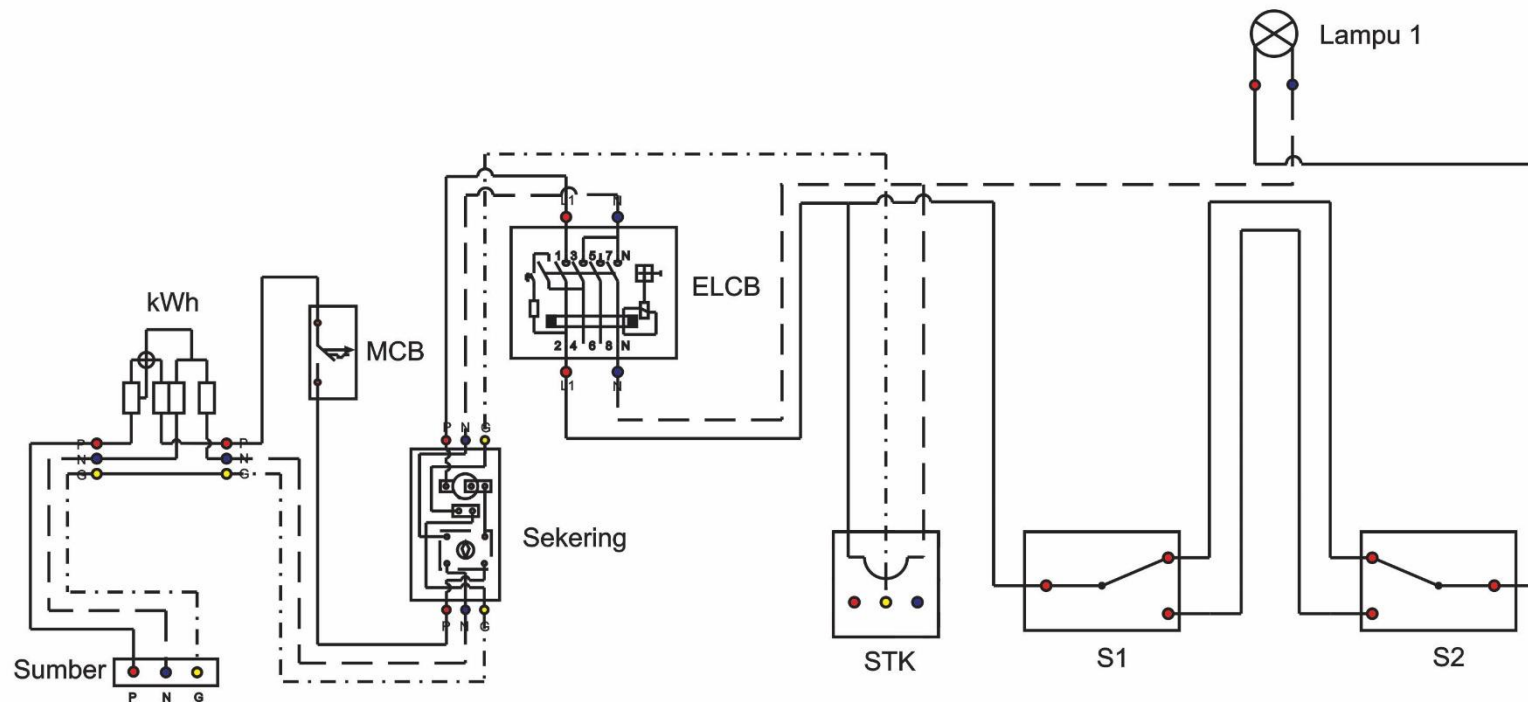 Lampu 1
L1
N
1 3 5 7 N
ELCB
2 4 6 8 N
L1
N
kWh
MCB
P
N
G
P
N
G
P N G
Sekering
P N G
STK
S1
S2
Sumber
P N G